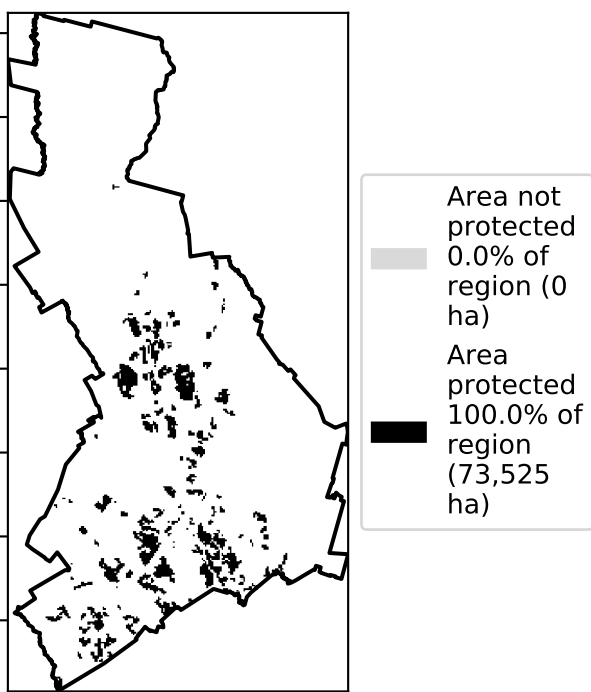 Area not
protected
0.0% of
region (0
ha)
Area
protected
100.0% of
region
(73,525
ha)